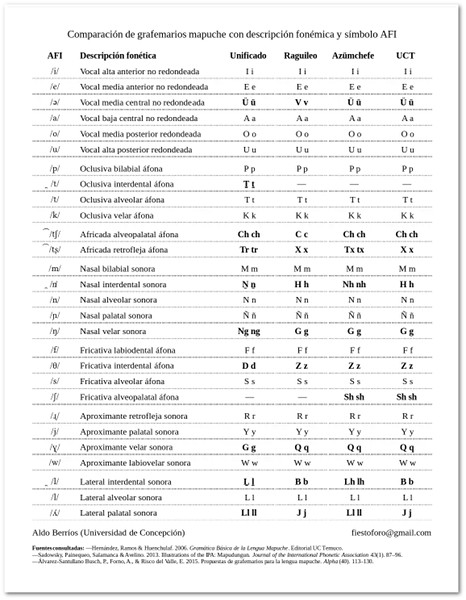 Comparación de grafemarios mapuche con descripción fonémica y símbolo AFI
AFI Descripción fonética Unificado Raguileo Azümchefe UCT
/i/ Vocal alta anterior no redondeada I i I i I i I i
/e/ Vocal media anterior no redondeada E e E e E e E e
/ə/ Vocal media central no redondeada Ü ü V v Ü ü Ü ü
/a/ Vocal baja central no redondeada A a A a A a A a
/o/ Vocal media posterior redondeada O o O o O o O o
/u/ Vocal alta posterior redondeada U u U u U u U u
/p/ Oclusiva bilabial áfona P p P p P p P p
/t̪/ Oclusiva interdental áfona T̲ t̲ — — —
/t/ Oclusiva alveolar áfona T t T t T t T t
/k/ Oclusiva velar áfona K k K k K k K k
/t͡ʃ/ Africada alveopalatal áfona Ch ch C c Ch ch Ch ch
/t͡ʂ/ Africada retrofleja áfona Tr tr X x Tx tx X x
/m/ Nasal bilabial sonora M m M m M m M m
/n̪/ Nasal interdental sonora N̲ n̲ H h Nh nh H h
/n/ Nasal alveolar sonora N n N n N n N n
/ɲ/ Nasal palatal sonora Ñ ñ Ñ ñ Ñ ñ Ñ ñ
/ŋ/ Nasal velar sonora Ng ng G g G g G g
/f/ Fricativa labiodental áfona F f F f F f F f
/θ/ Fricativa interdental áfona D d Z z Z z Z z
/s/ Fricativa alveolar áfona S s S s S s S s
/ʃ/ Fricativa alveopalatal áfona — — Sh sh Sh sh
/ɻ/ Aproximante retrofleja sonora R r R r R r R r
/j/ Aproximante palatal sonora Y y Y y Y y Y y
Aproximante velar sonora G g Q q Q q Q q
/w/ Aproximante labiovelar sonora W w W w W w W w
/l̪/ Lateral interdental sonora L̲ l̲ B b Lh lh B b
/l/ Lateral alveolar sonora L l L l L l L l
/ʎ/ Lateral palatal sonora Ll ll J j Ll ll J j
Aldo Berríos (Universidad de Concepción) fiestoforo@gmail.com
Fuentes consultadas: —Hernández, Ramos & Huenchulaf. 2006. Gramática Básica de la Lengua Mapuche. Editorial UC Temuco.
—Sadowsky, Painequeo, Salamanca & Avelino. 2013. Illustrations of the IPA: Mapudungun. Journal of the International Phonetic Association 43(1). 87–96.
—Álvarez-Santullano Busch, P., Forno, A., & Risco del Valle, E. 2015. Propuestas de grafemarios para la lengua mapuche. Alpha (40). 113–130.